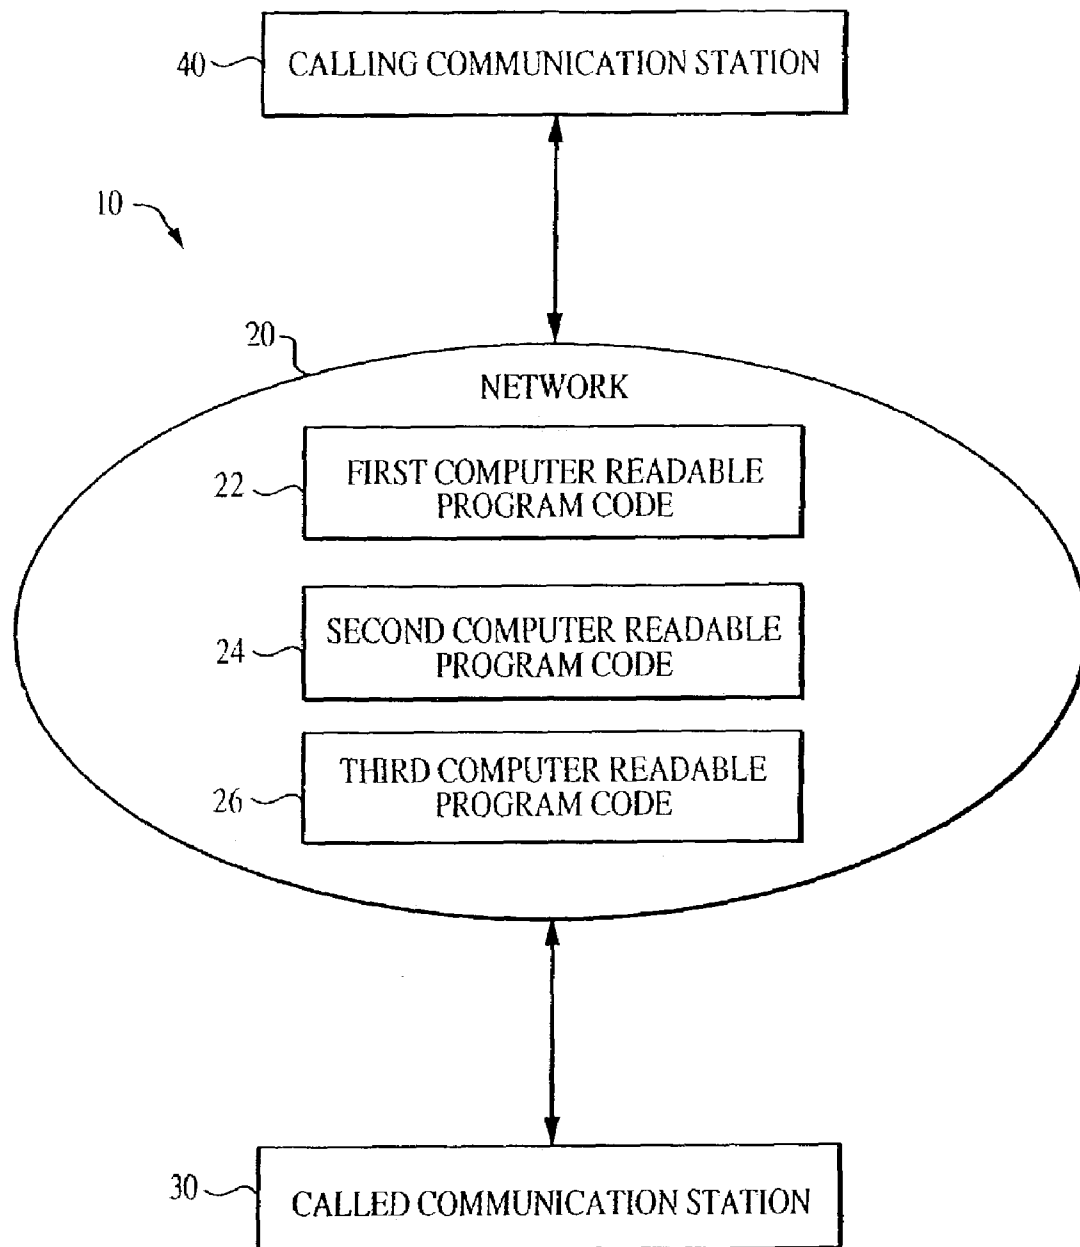 40
CALLING COMMUNICATION STATION
10
20
NETWORK
22
FIRST COMPUTER READABLE
PROGRAM CODE
24
SECOND COMPUTER READABLE
PROGRAM CODE
26
THIRD COMPUTER READABLE
PROGRAM CODE
30
CALLED COMMUNICATION STATION